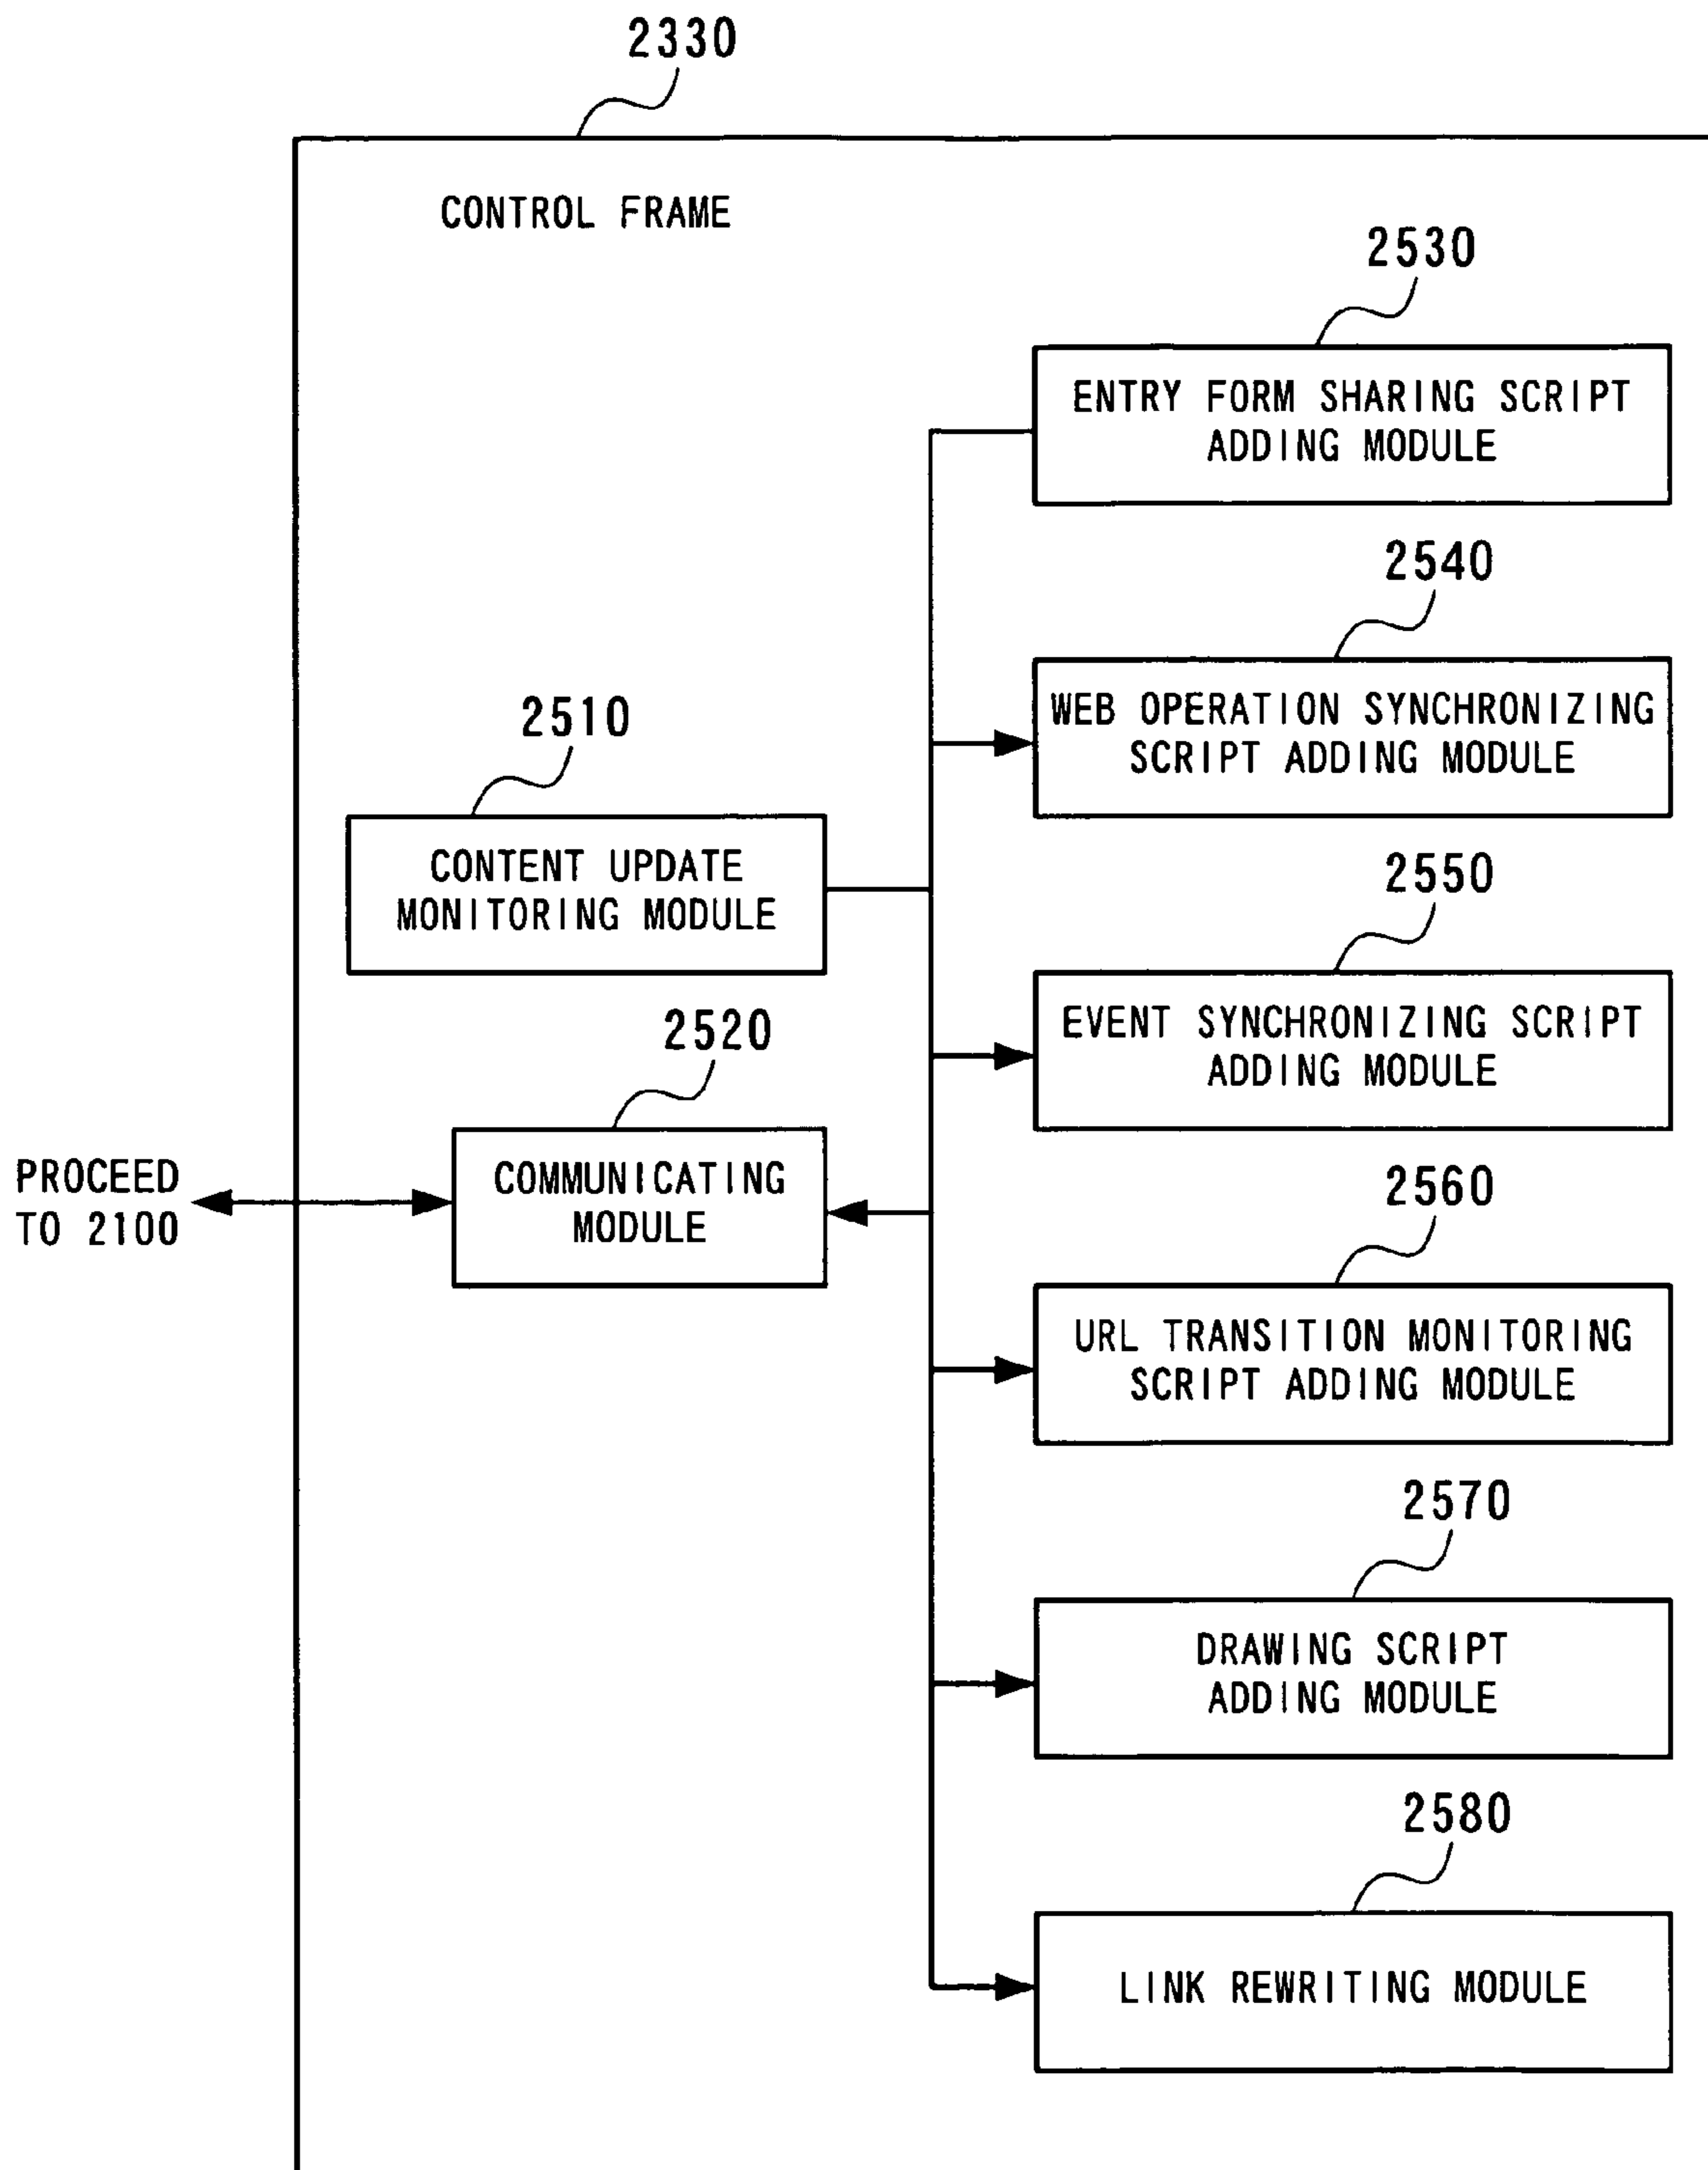 2330
CONTROL FRAME
2530
ENTRY FORM SHARING SCRIPT
ADDING MODULE
2540
WEB OPERATION SYNCHRONIZING
SCRIPT ADDING MODULE
2510
CONTENT UPDATE
MONITORING MODULE
2550
EVENT SYNCHRONIZING SCRIPT
ADDING MODULE
2520
COMMUNICATING
MODULE
PROCEED
TO 2100
2560
URL TRANSITION MONITORING
SCRIPT ADDING MODULE
2570
DRAWING SCRIPT
ADDING MODULE
2580
LINK REWRITING MODULE